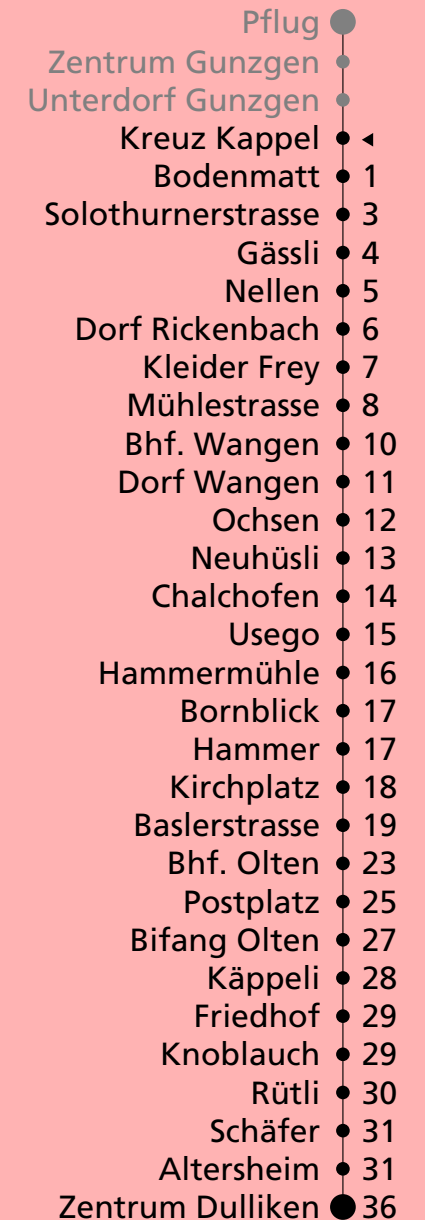 Pflug
Zentrum Gunzgen
Unterdorf Gunzgen
Kreuz Kappel
Bodenmatt 1
Solothurnerstrasse 3
Gässli 4
Nellen 5
Dorf Rickenbach 6
Kleider Frey 7
Mühlestrasse 8
Bhf. Wangen 10
Dorf Wangen 11
Ochsen 12
Neuhüsli 13
Chalchofen 14
Usego 15
Hammermühle 16
Bornblick 17
Hammer 17
Kirchplatz 18
Baslerstrasse 19
Bhf. Olten 23
Postplatz 25
Bifang Olten 27
Käppeli 28
Friedhof 29
Knoblauch 29
Rütli 30
Schäfer 31
Altersheim 31
Zentrum Dulliken 36